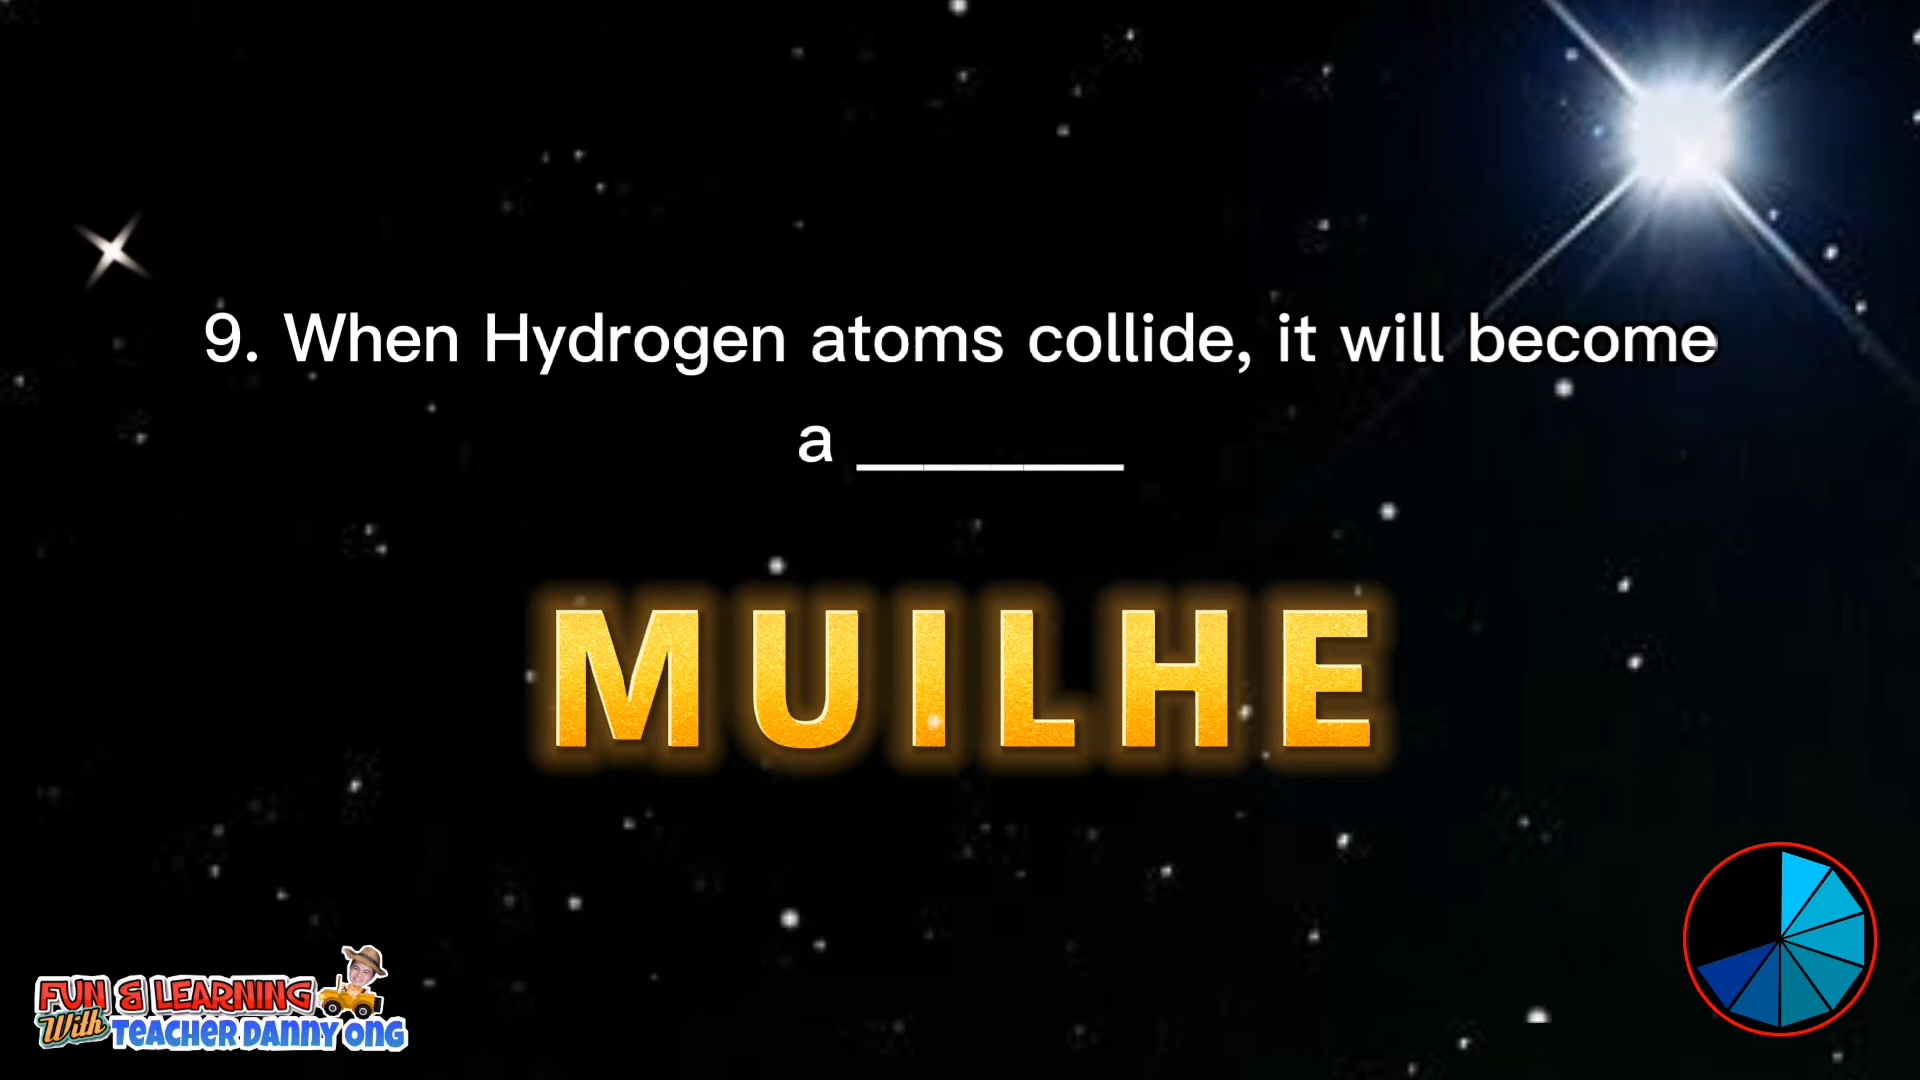 9. When Hydrogen atoms collide, it will become
a ________
MUILHE
FUN & LEARNING
With TEACHER DANNY ONG